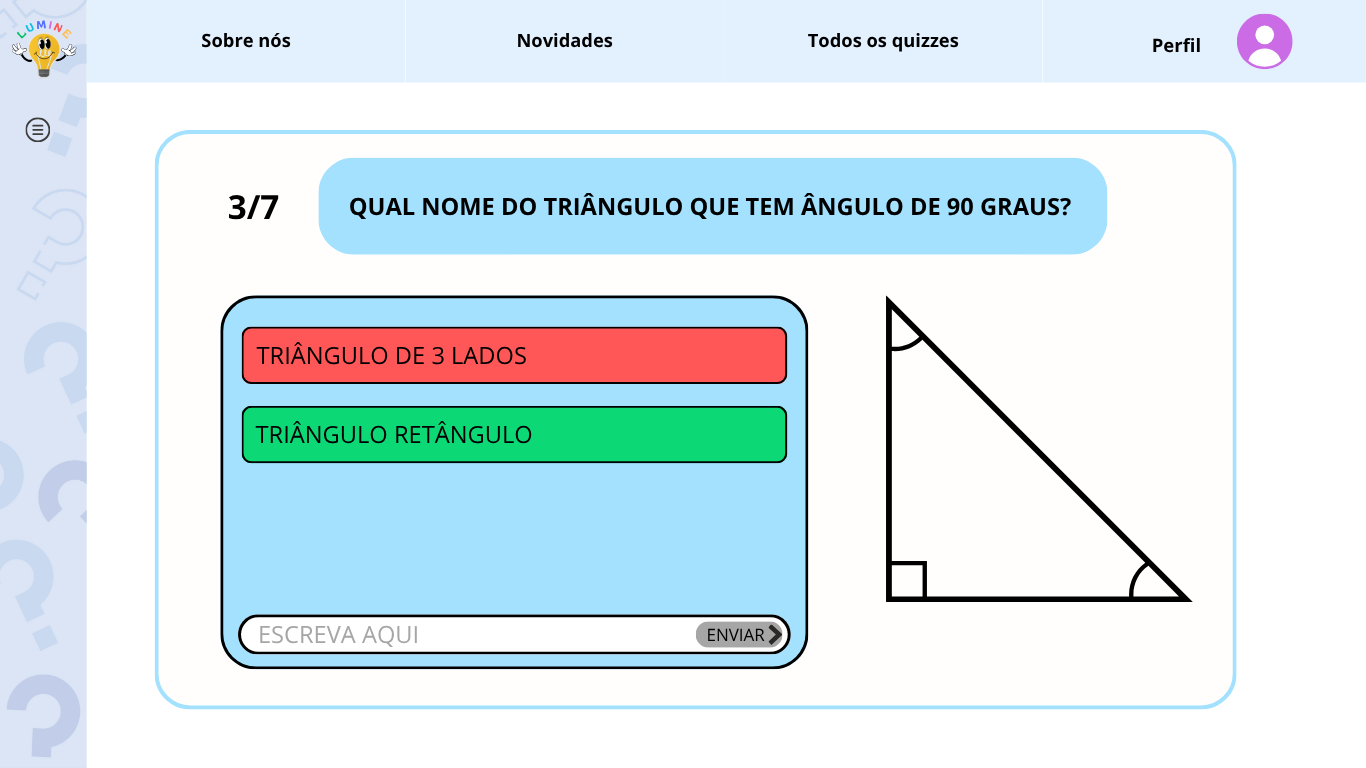 LUMINE
Sobre nós
Novidades
Todos os quizzes
Perfil
3/7
QUAL NOME DO TRIÂNGULO QUE TEM ÂNGULO DE 90 GRAUS?
TRIÂNGULO DE 3 LADOS
TRIÂNGULO RETÂNGULO
ESCREVA AQUI
ENVIAR